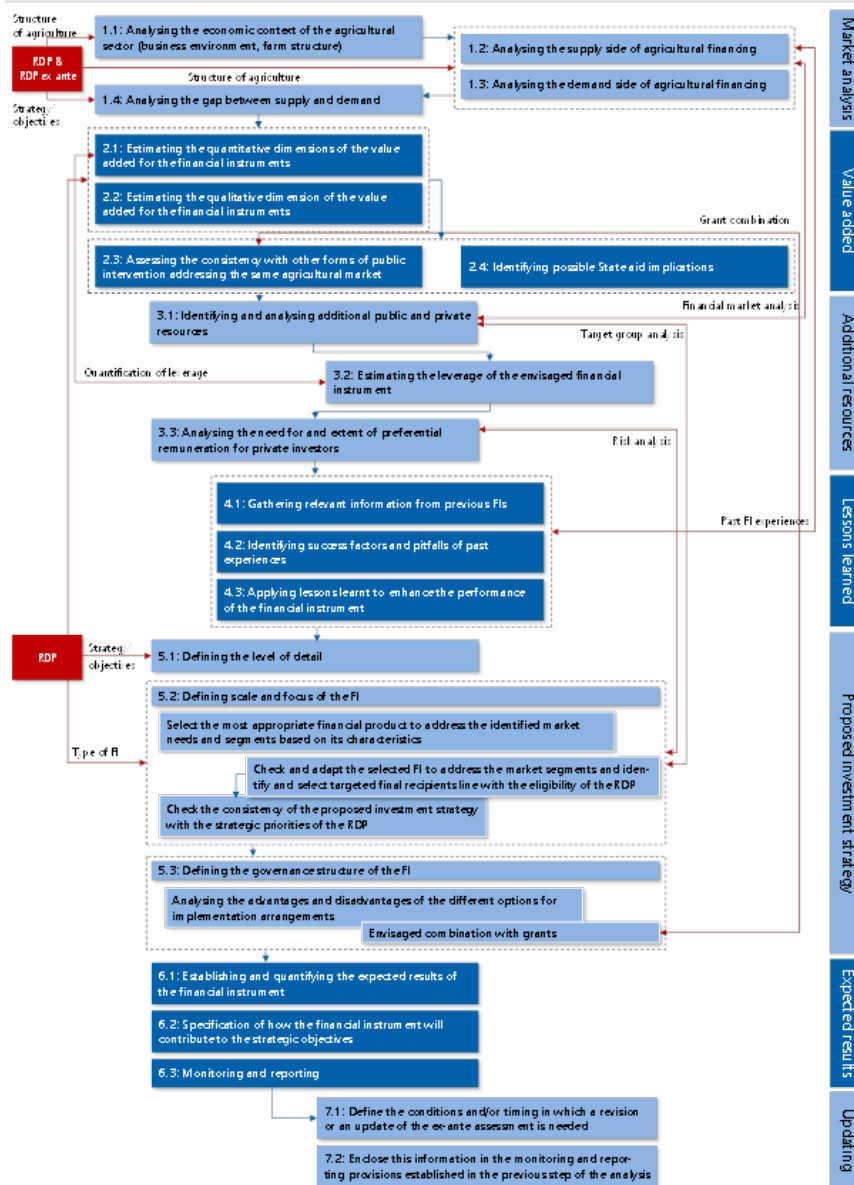 Structure
of agriculture
1.1: Analysing the economic context of the agricultural
sector (business environment, farm structure)
1.2: Analysing the supply side of agricultural financing
RDP &
RDP ex ante
Structure of agriculture
1.3: Analysing the demand side of agricultural financing
1.4: Analysing the gap between supply and demand
Strategy/
objectives
Market analysis
2.1: Estimating the quantitative dimensions of the value
added for the financial instruments
2.2: Estimating the qualitative dimension of the value
added for the financial instruments
Grant combination
2.3: Assessing the consistency with other forms of public
intervention addressing the same agricultural market
2.4: Identifying possible State aid implications
Value added
Financial market analysis
3.1: Identifying and analysing additional public and private
resources
Target group analysis
Quantification of leverage
3.2: Estimating the leverage of the envisaged financial
instrument
3.3: Analysing the need for and extent of preferential
remuneration for private investors
Risk analysis
Additional resources
4.1: Gathering relevant information from previous FIs
Past FI experiences
4.2: Identifying success factors and pitfalls of past
experiences
4.3: Applying lessons learnt to enhance the performance
of the financial instrument
Lessons learned
RDP
Strategy/
objectives
5.1: Defining the level of detail
5.2: Defining scale and focus of the FI
Select the most appropriate financial product to address the identified market
needs and segments based on its characteristics
Type of FI
Check and adapt the selected FI to address the market segments and iden-
tify and select targeted final recipients line with the eligibility of the RDP
Check the consistency of the proposed investment strategy
with the strategic priorities of the RDP
5.3: Defining the governance structure of the FI
Analysing the advantages and disadvantages of the different options for
implementation arrangements
Envisaged combination with grants
Proposed investment strategy
6.1: Establishing and quantifying the expected results of
the financial instrument
6.2: Specification of how the financial instrument will
contribute to the strategic objectives
6.3: Monitoring and reporting
Expected results
7.1: Define the conditions and/or timing in which a revision
or an update of the ex-ante assessment is needed
7.2: Enclose this information in the monitoring and repor-
ting provisions established in the previous step of the analysis
Updating